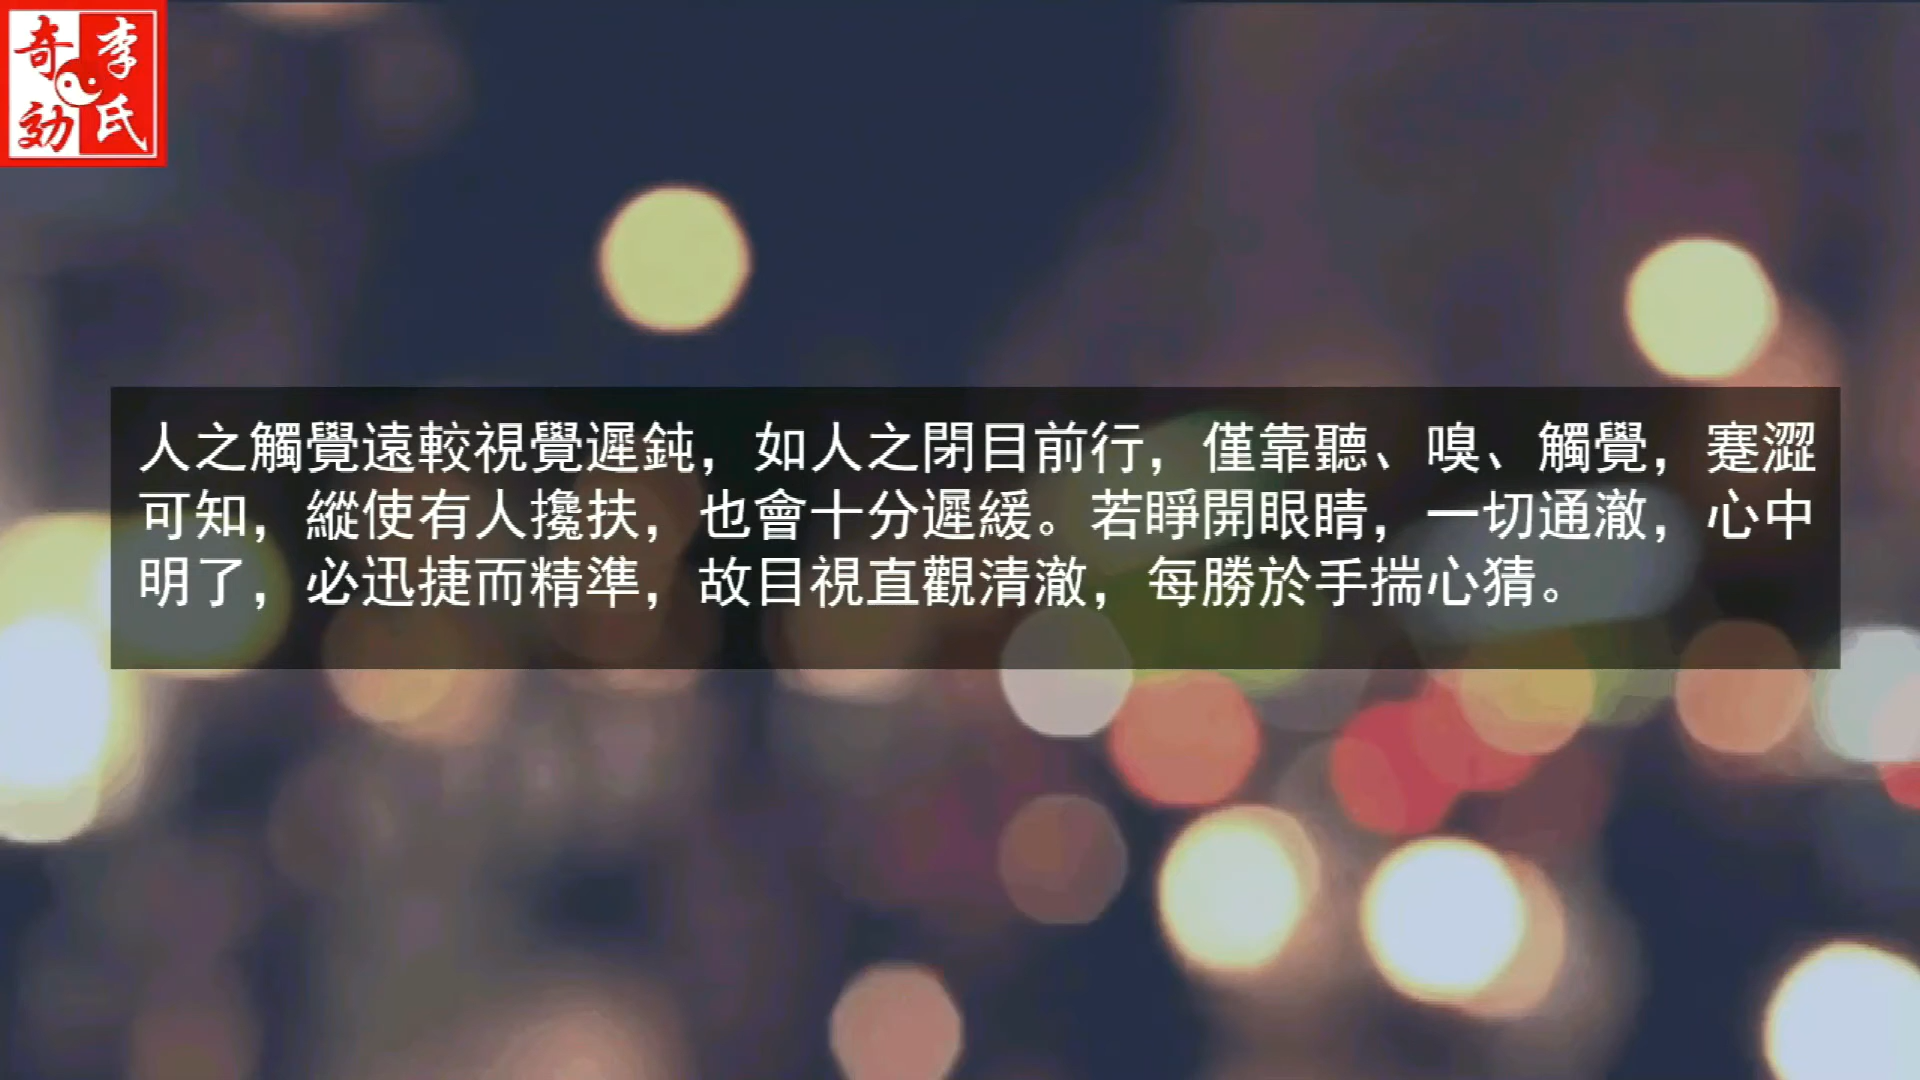 李氏
奇効
人之觸覺遠較視覺遲鈍，如人之閉目前行，僅靠聽、嗅、觸覺，蹇澀
可知，縱使有人攙扶，也會十分遲緩。若睜開眼睛，一切通澈，心中
明了，必迅捷而精準，故目視直觀清澈，每勝於手揣心猜。